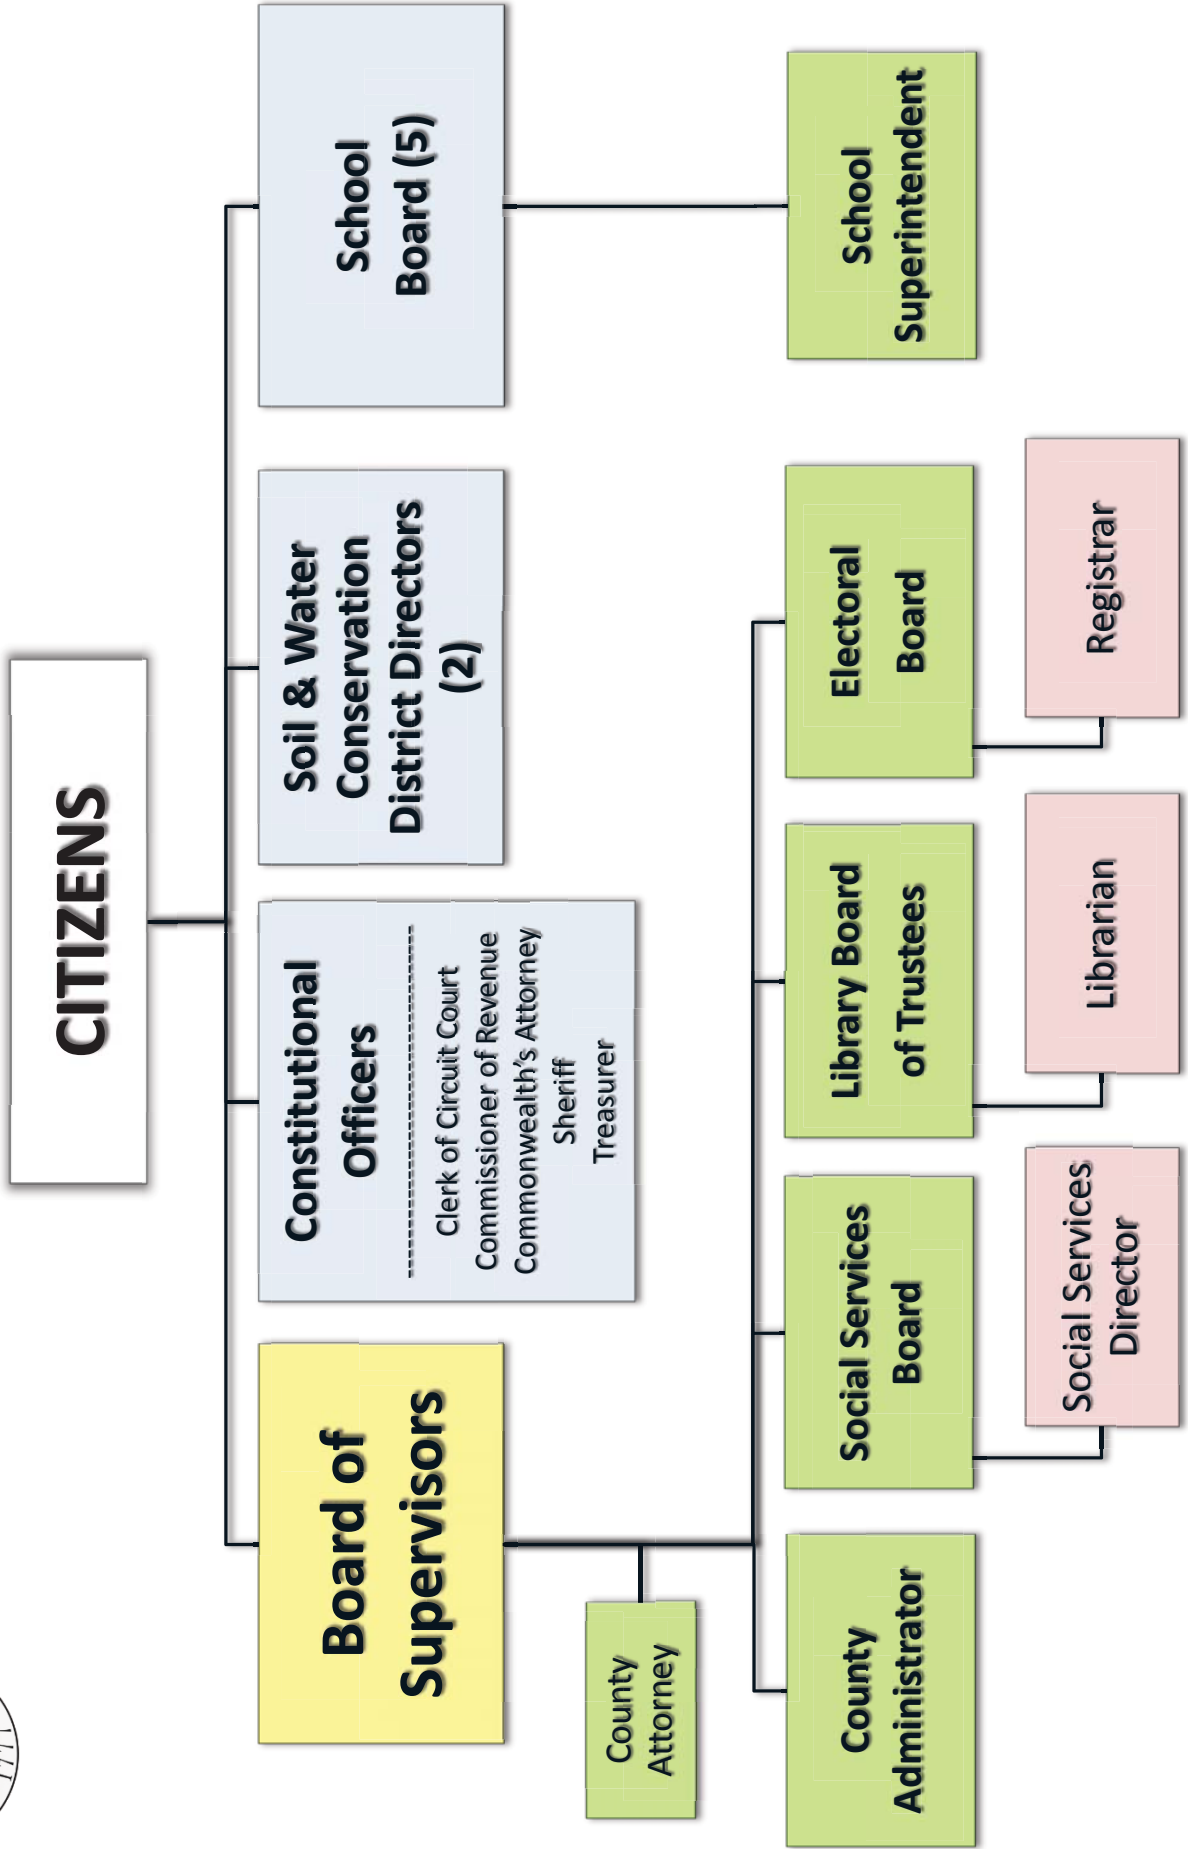 CITIZENS
Board of
Supervisors
Constitutional
Officers
--------------------------------------------
Clerk of Circuit Court
Commissioner of Revenue
Commonwealth's Attorney
Sheriff
Treasurer
Soil & Water
Conservation
District Directors
(2)
School
Board (5)
County
Attorney
County
Administrator
Social Services
Board
Library Board
of Trustees
Electoral
Board
School
Superintendent
Social Services
Director
Librarian
Registrar